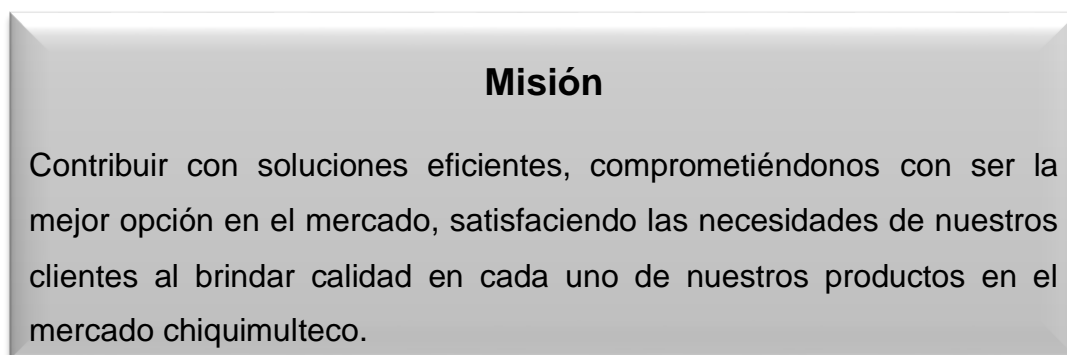 Misión
Contribuir con soluciones eficientes, comprometiéndonos con ser la
mejor opción en el mercado, satisfaciendo las necesidades de nuestros
clientes al brindar calidad en cada uno de nuestros productos en el
mercado chiquimulteco.